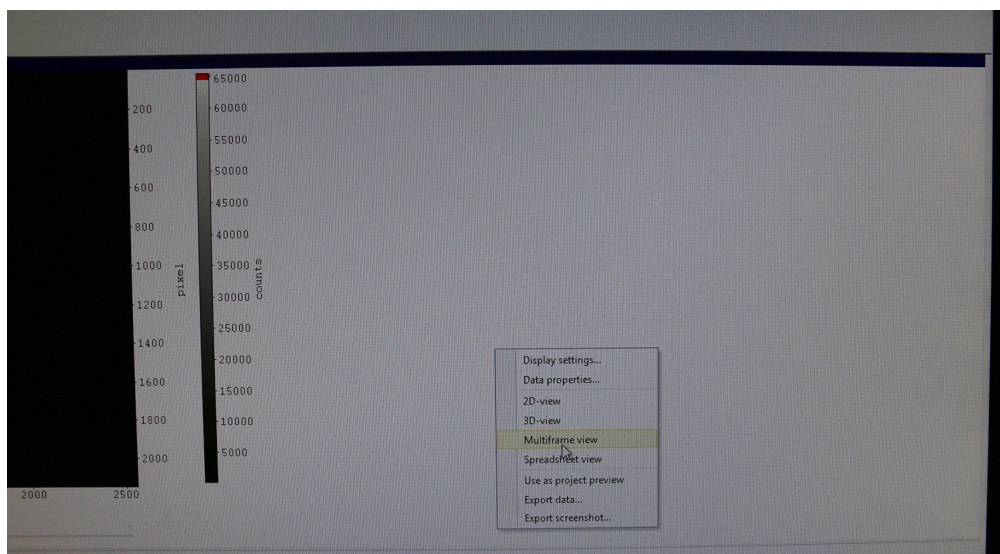 200
400
600
800
1000
1200
1400
1600
1800
2000
2000 2500
pixel
65000
60000
55000
50000
45000
40000
35000
30000
25000
20000
15000
10000
5000
counts
Display settings...
Data properties...
2D-view
3D-view
Multiframe view
Spreadsheet view
Use as project preview
Export data...
Export screenshot...